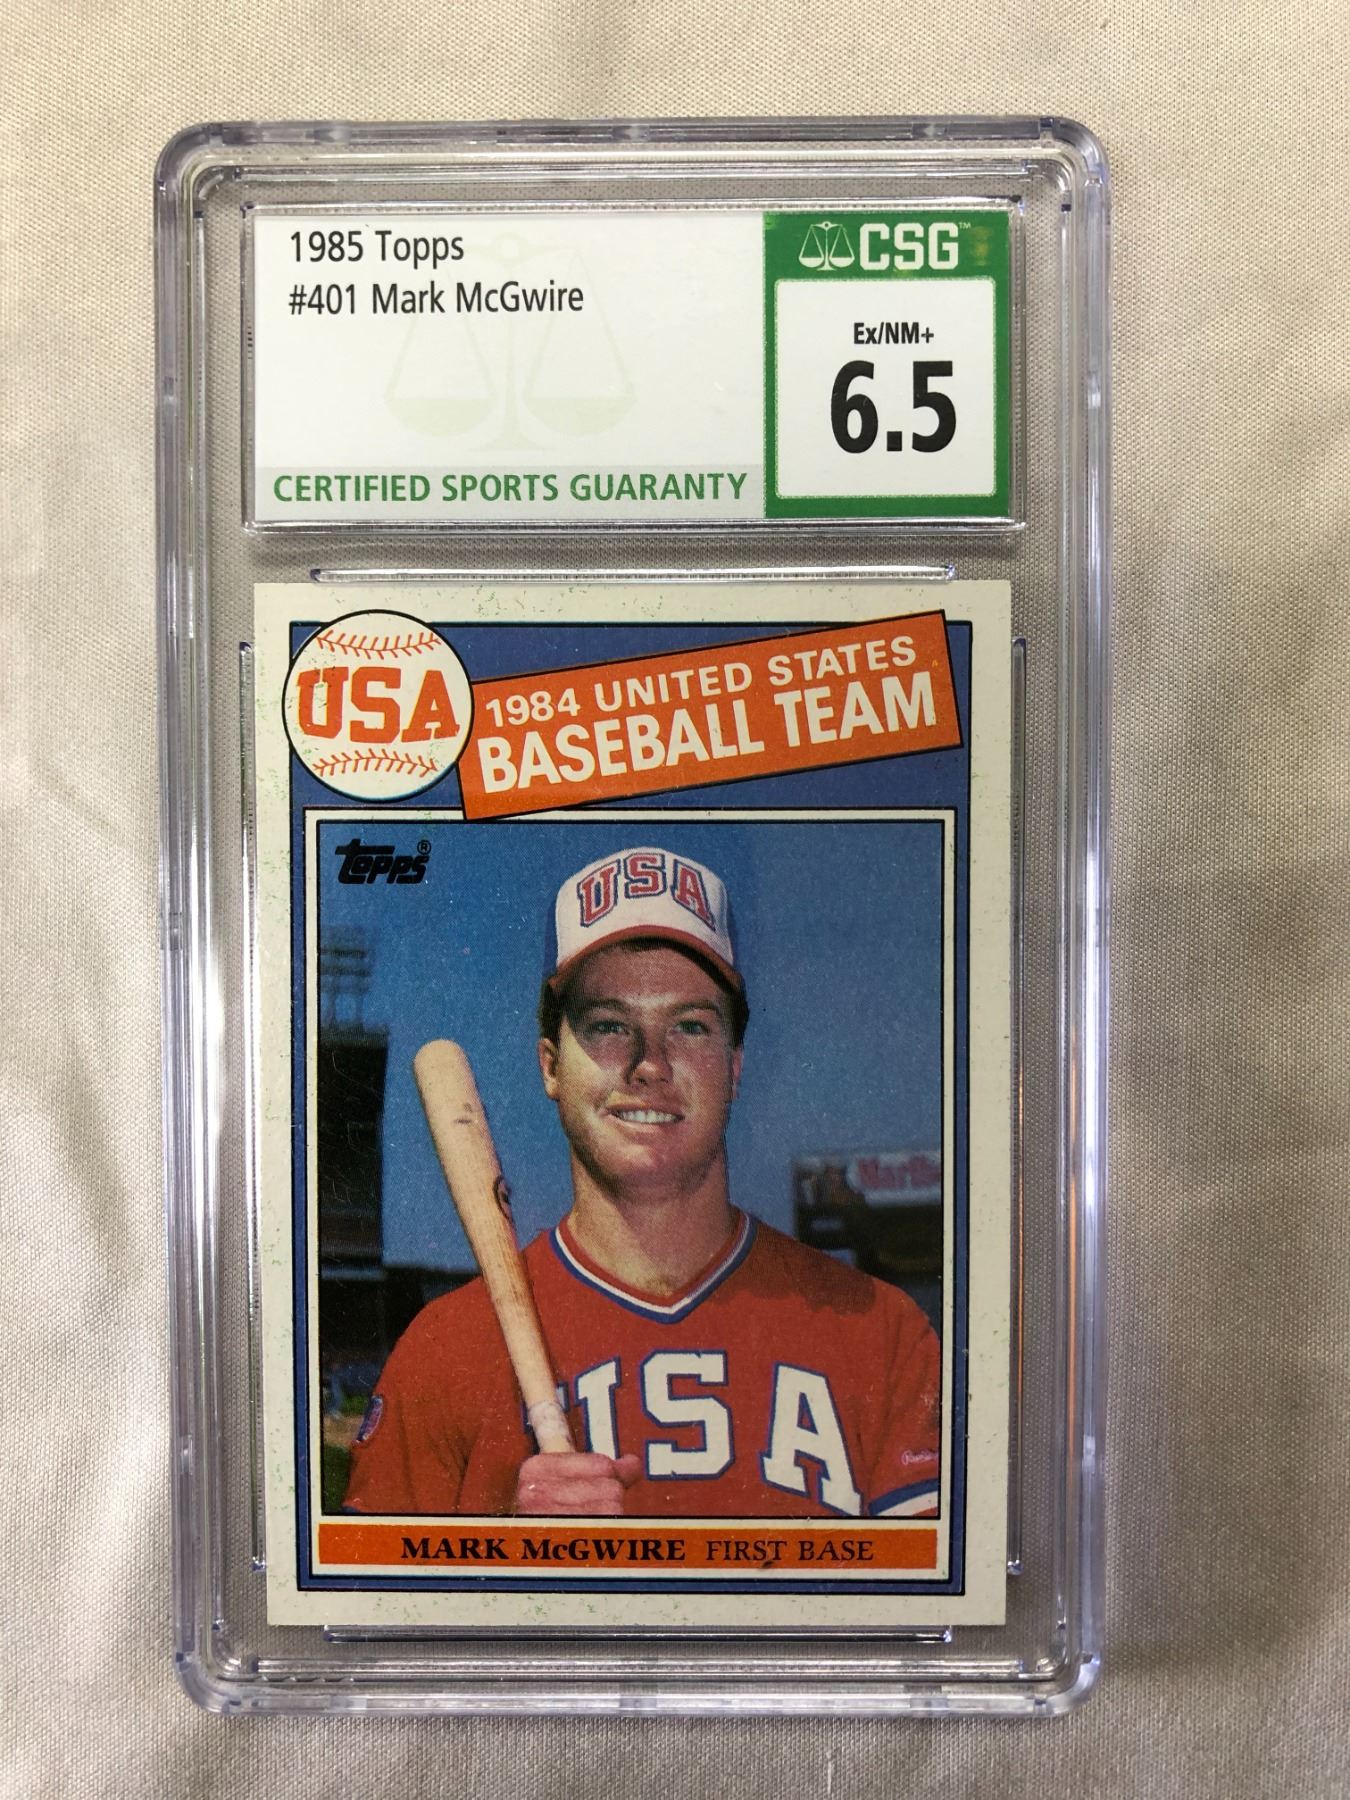 1985 Topps
#401 Mark McGwire
CERTIFIED SPORTS GUARANTY
CSG™
Ex/NM+
6.5
USA
1984 UNITED STATES
BASEBALL TEAM
Topps®
USA
USA
MARK McGWIRE FIRST BASE